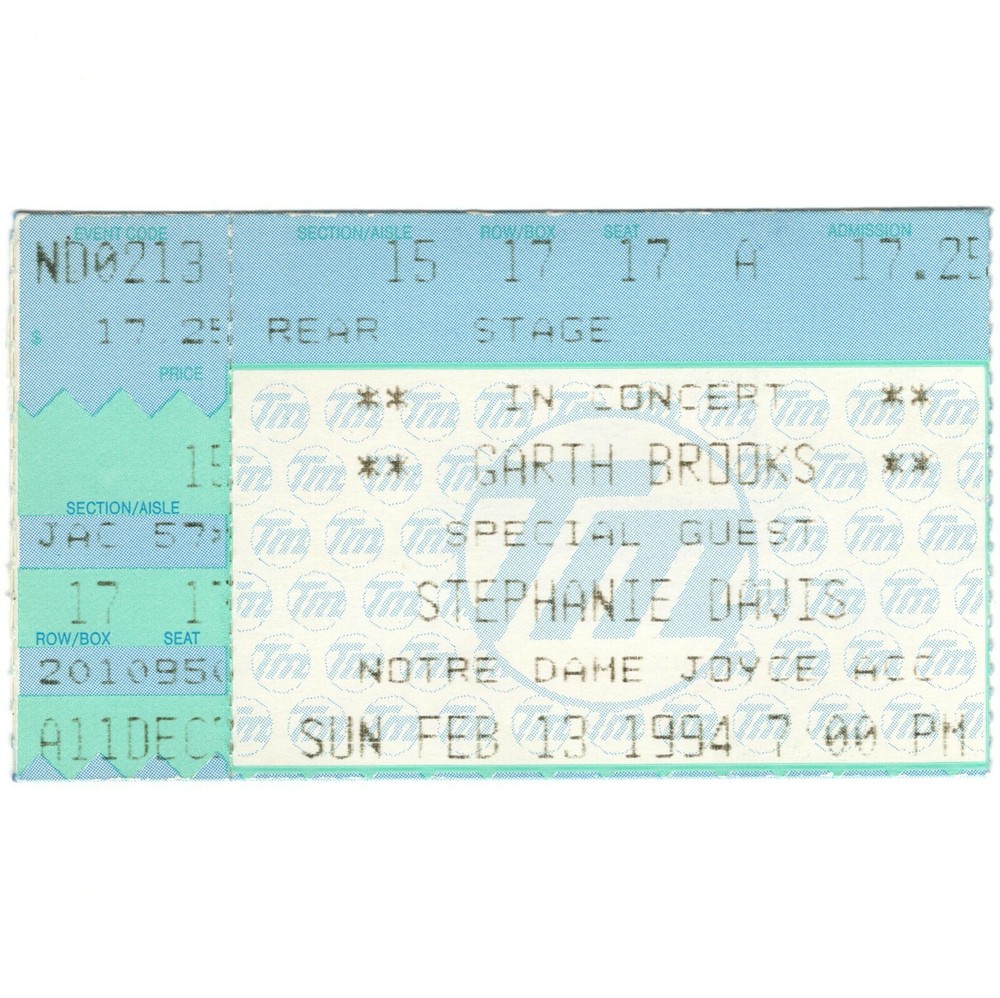 EVENT CODE SECTION/AISLE ROW/BOX SEAT ADMISSION
ND0213 15 17 17 A 17.25
$ 17.25 REAR STAGE
PRICE
** IN CONCERT **
15 ** GARTH BROOKS **
SECTION/AISLE
JAC 57* SPECIAL GUEST
17 17 STEPHANIE DAVIS
ROW/BOX SEAT
201095 NOTRE DAME JOYCE ACC
A11DEC SUN FEB 13 1994 7 00 PM
Tm